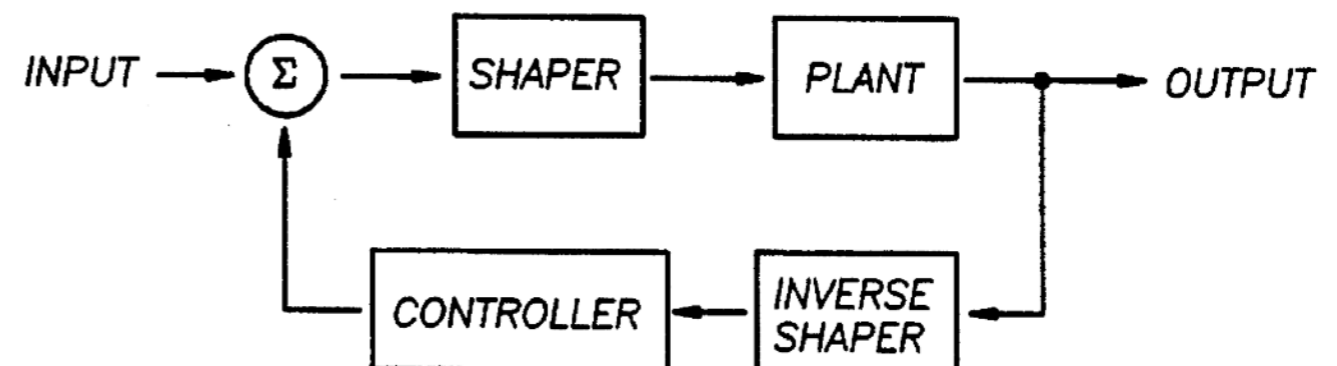 INPUT
Σ
SHAPER
PLANT
OUTPUT
CONTROLLER
INVERSE
SHAPER